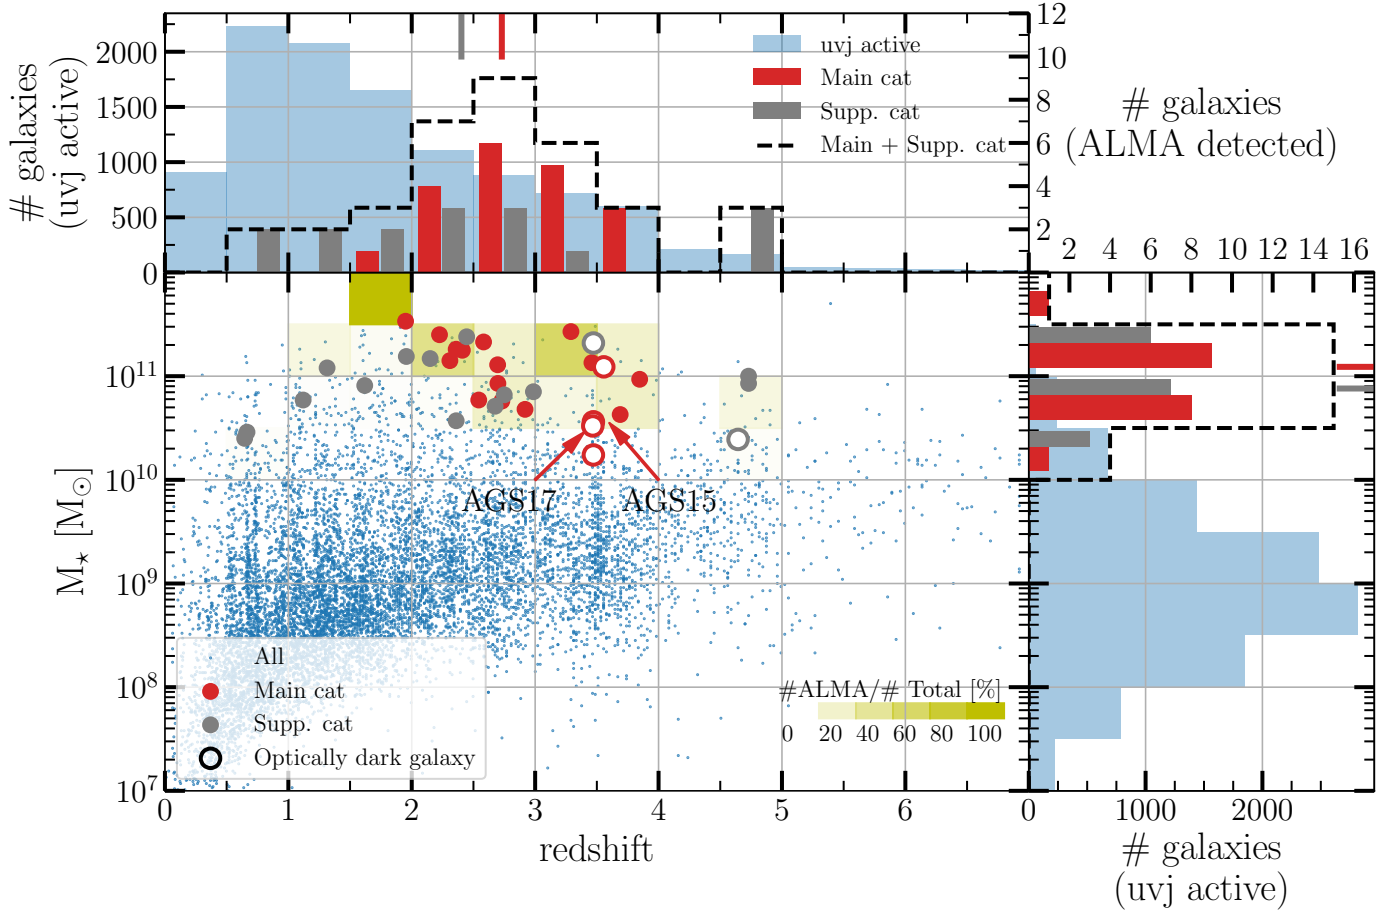 # galaxies
(uvj active)
0
500
1000
1500
2000
uvj active
Main cat
Supp. cat
Main + Supp. cat
12
10
8
6
4
2
# galaxies
(ALMA detected)
2 4 6 8 10 12 14 16
M⋆ [M⊙]
10¹¹
10¹⁰
10⁹
10⁸
10⁷
AGS17
AGS15
All
Main cat
Supp. cat
Optically dark galaxy
#ALMA/# Total [%]
0 20 40 60 80 100
0 1 2 3 4 5 6
redshift
0 1000 2000
# galaxies
(uvj active)